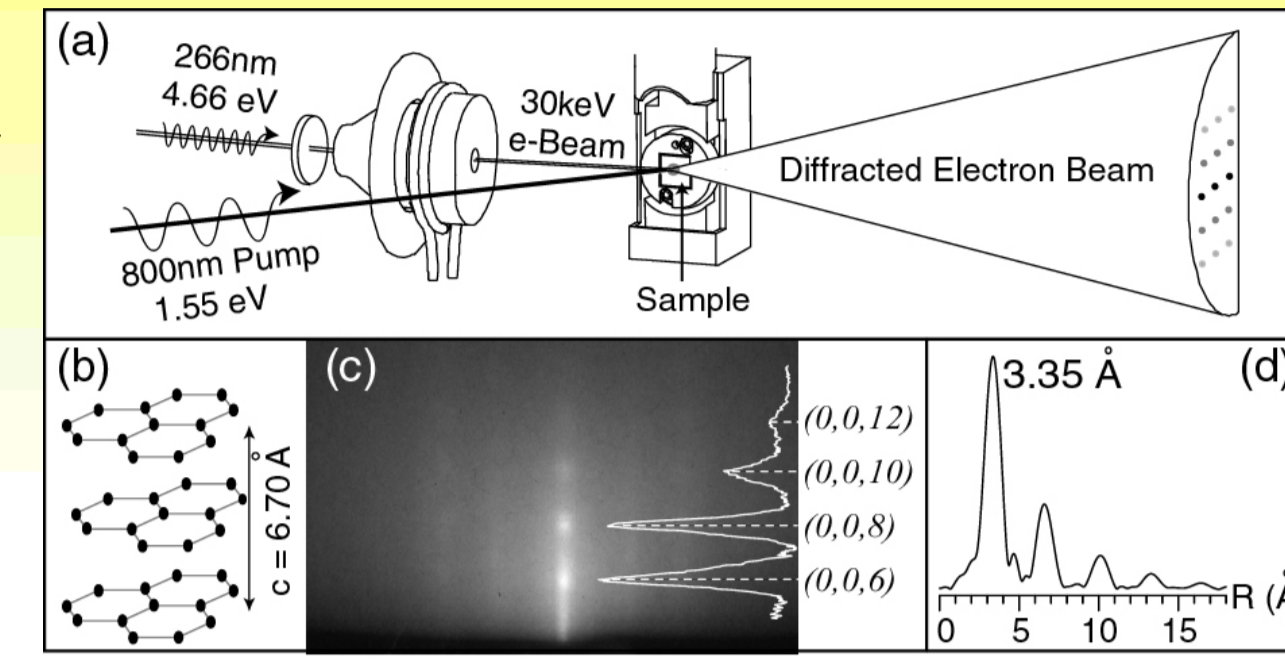 (a)
266nm
4.66 eV
30keV
e-Beam
Diffracted Electron Beam
800nm Pump
1.55 eV
Sample
(b)
c = 6.70 Å
(c)
(0,0,12)
(0,0,10)
(0,0,8)
(0,0,6)
(d)
3.35 Å
R (Å
0 5 10 15